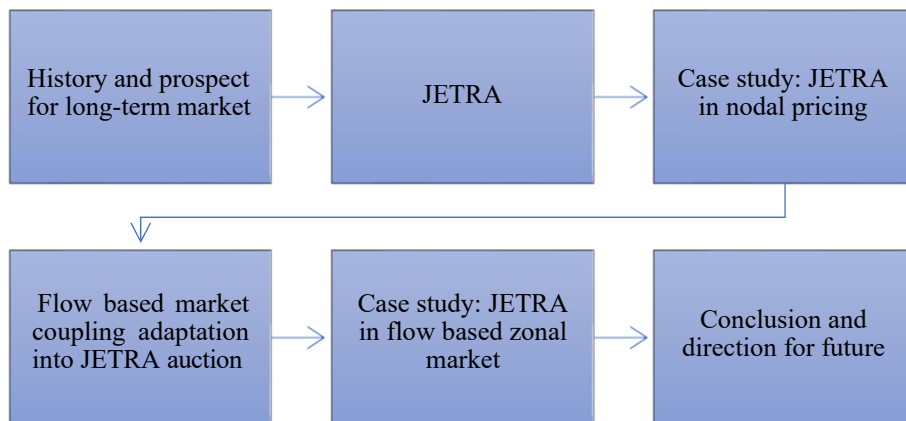 History and prospect
for long-term market
JETRA
Case study: JETRA
in nodal pricing
Flow based market
coupling adaptation
into JETRA auction
Case study: JETRA
in flow based zonal
market
Conclusion and
direction for future